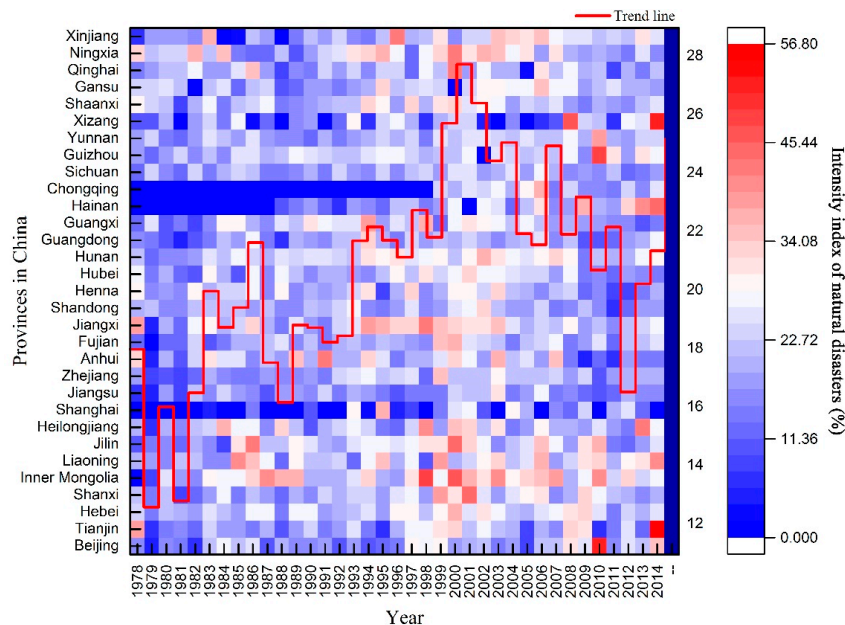 Trend line
Provinces in China
Xinjiang
Ningxia
Qinghai
Gansu
Shaanxi
Xizang
Yunnan
Guizhou
Sichuan
Chongqing
Hainan
Guangxi
Guangdong
Hunan
Hubei
Henna
Shandong
Jiangxi
Fujian
Anhui
Zhejiang
Jiangsu
Shanghai
Heilongjiang
Jilin
Liaoning
Inner Mongolia
Shanxi
Hebei
Tianjin
Beijing
28
26
24
22
20
18
16
14
12
1978 1979 1980 1981 1982 1983 1984 1985 1986 1987 1988 1989 1990 1991 1992 1993 1994 1995 1996 1997 1998 1999 2000 2001 2002 2003 2004 2005 2006 2007 2008 2009 2010 2011 2012 2013 2014 --
Year
56.80
45.44
34.08
22.72
11.36
0.000
Intensity index of natural disasters (%)